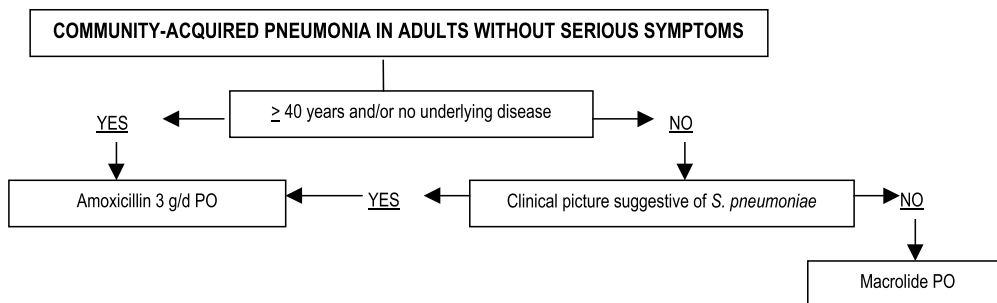 COMMUNITY-ACQUIRED PNEUMONIA IN ADULTS WITHOUT SERIOUS SYMPTOMS
≥ 40 years and/or no underlying disease
YES
NO
Amoxicillin 3 g/d PO
YES
Clinical picture suggestive of S. pneumoniae
NO
Macrolide PO